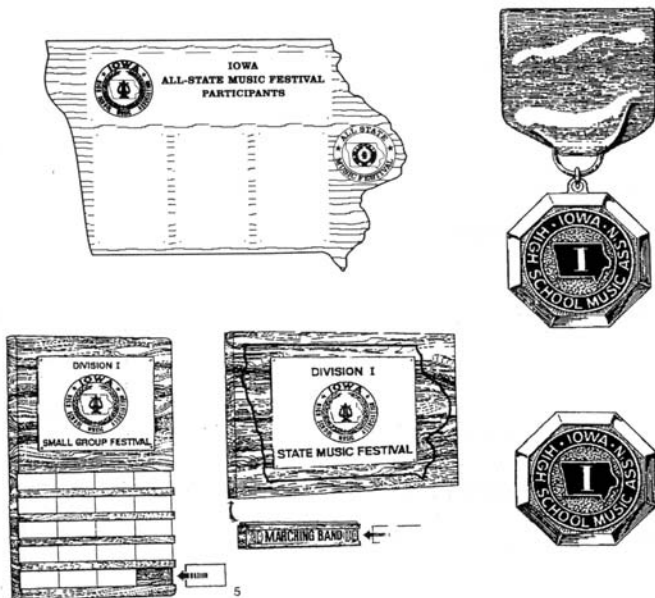 IOWA
ALL-STATE MUSIC FESTIVAL
PARTICIPANTS
IOWA
ALL STATE
MUSIC FESTIVAL
IOWA
HIGH SCHOOL MUSIC ASS'N
I
DIVISION I
IOWA
SMALL GROUP FESTIVAL
DIVISION I
IOWA
STATE MUSIC FESTIVAL
MARCHING BAND
IOWA
HIGH SCHOOL MUSIC ASS'N
I
5